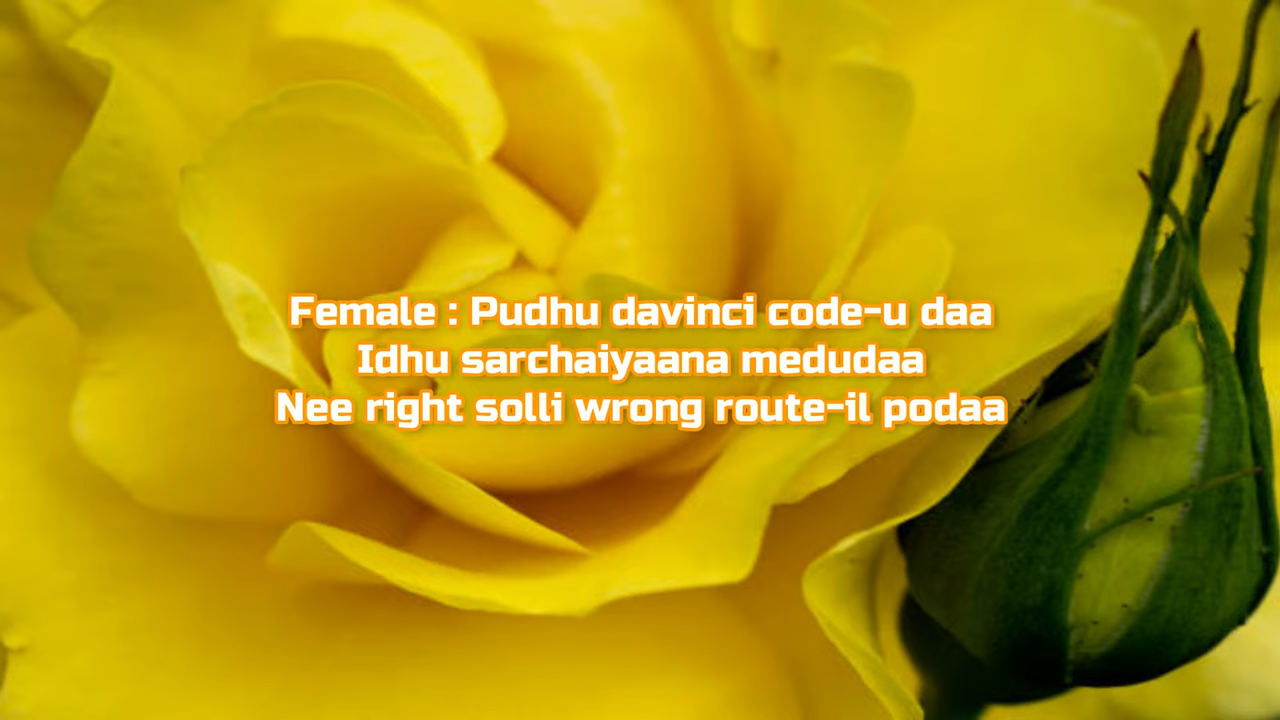 Female : Pudhu davinci code-u daa
Idhu sarchaiyaana medudaa
Nee right solli wrong route-il podaa